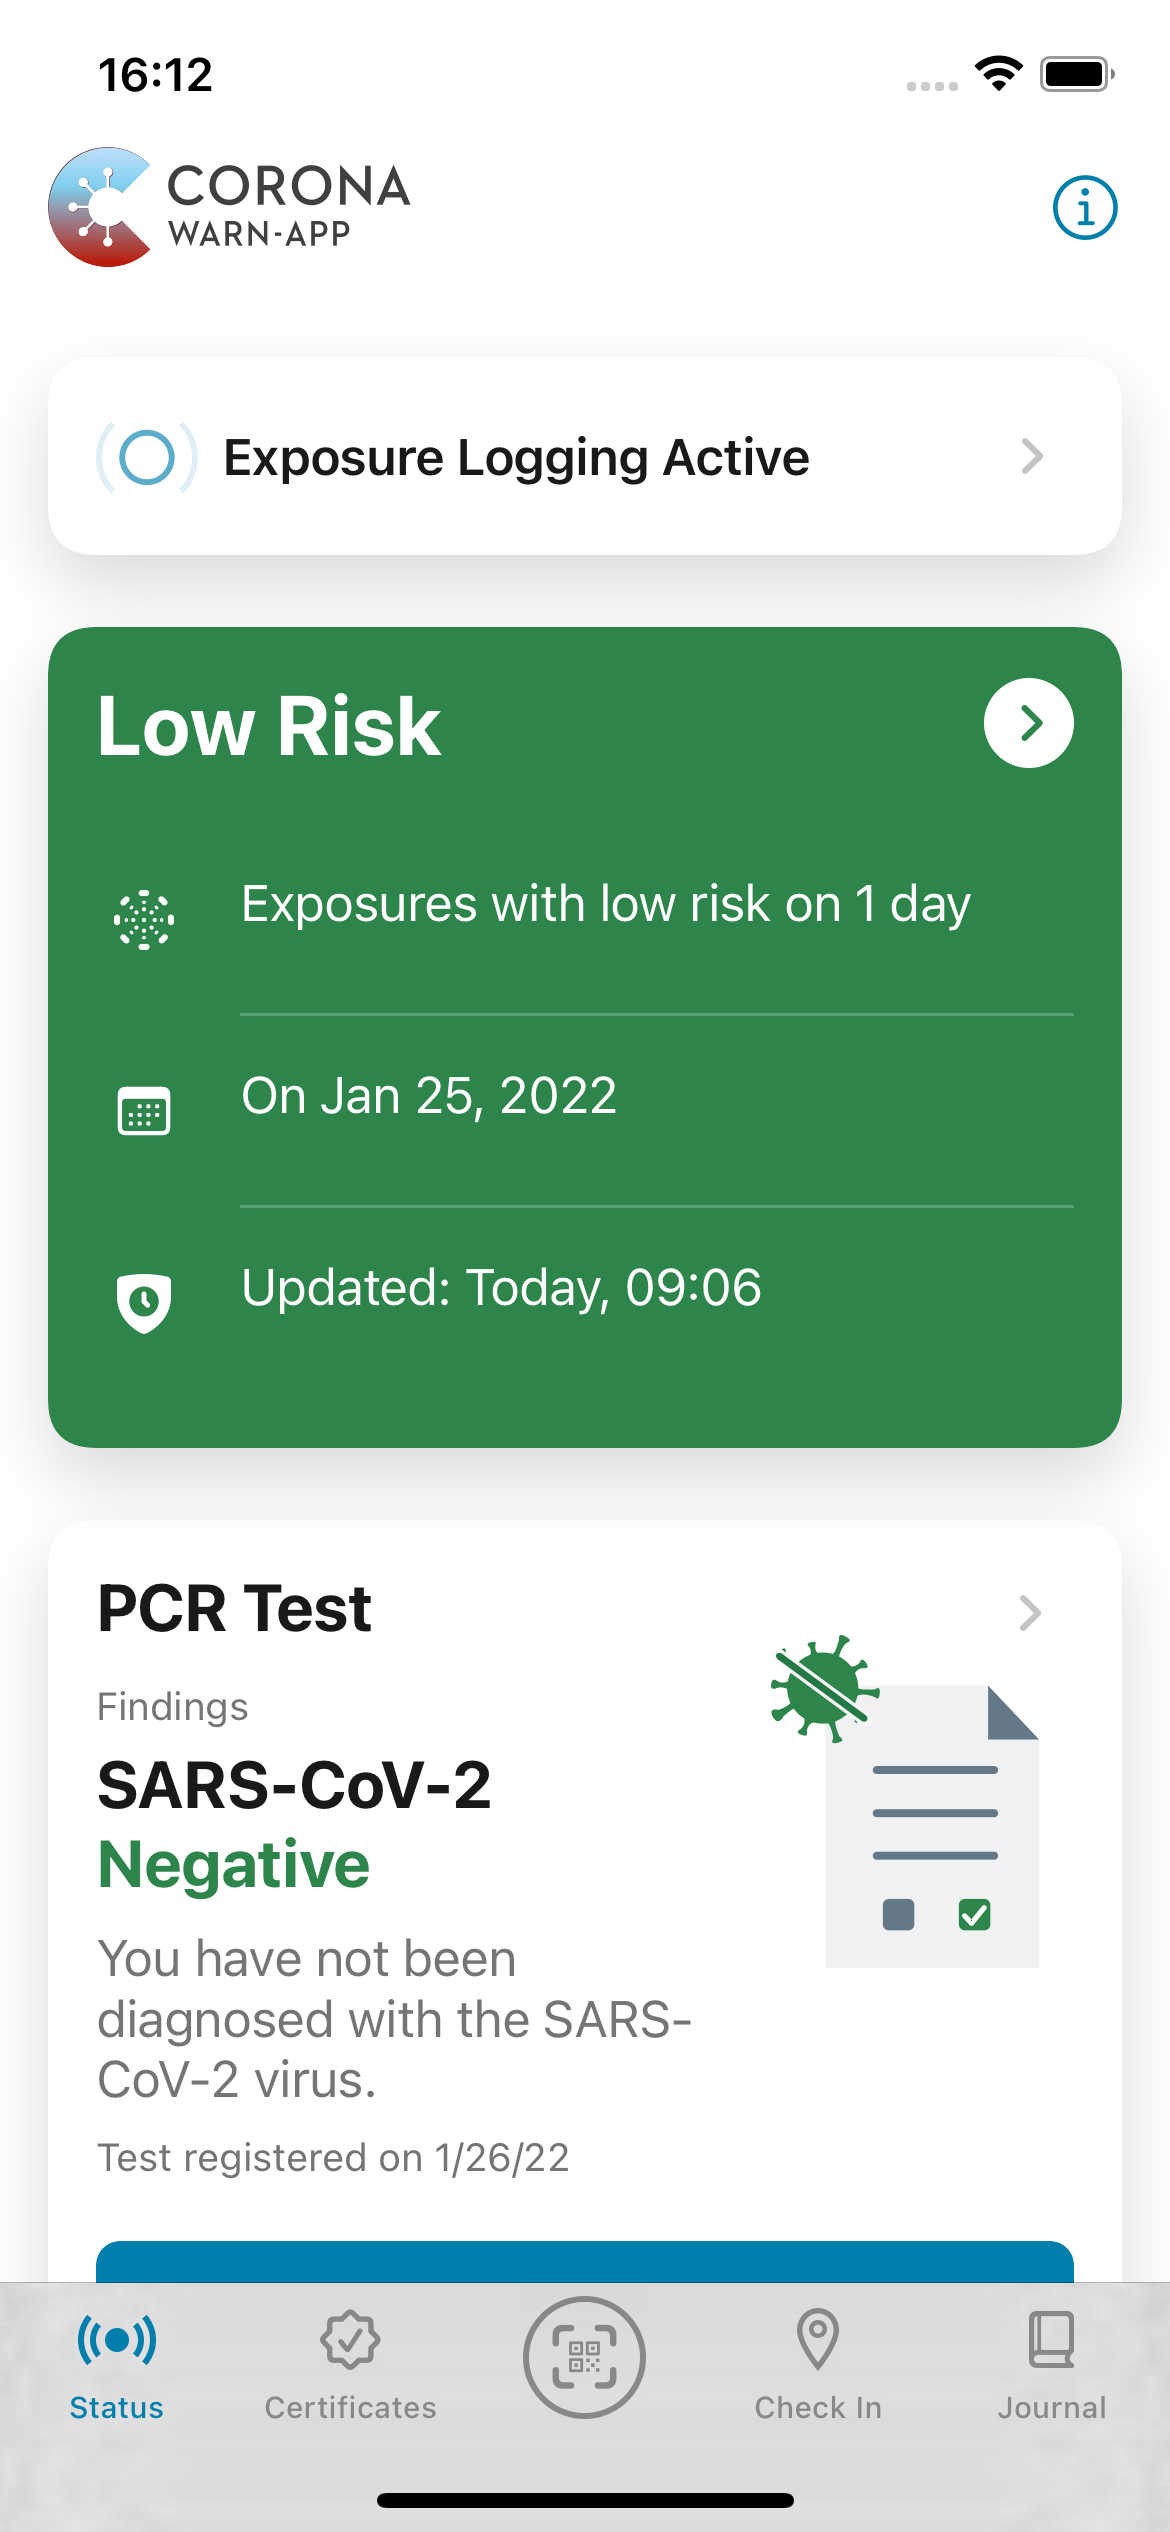 16:12
CORONA
WARN-APP
Exposure Logging Active
Low Risk
Exposures with low risk on 1 day
On Jan 25, 2022
Updated: Today, 09:06
PCR Test
Findings
SARS-CoV-2
Negative
You have not been
diagnosed with the SARS-
CoV-2 virus.
Test registered on 1/26/22
Status
Certificates
Check In
Journal